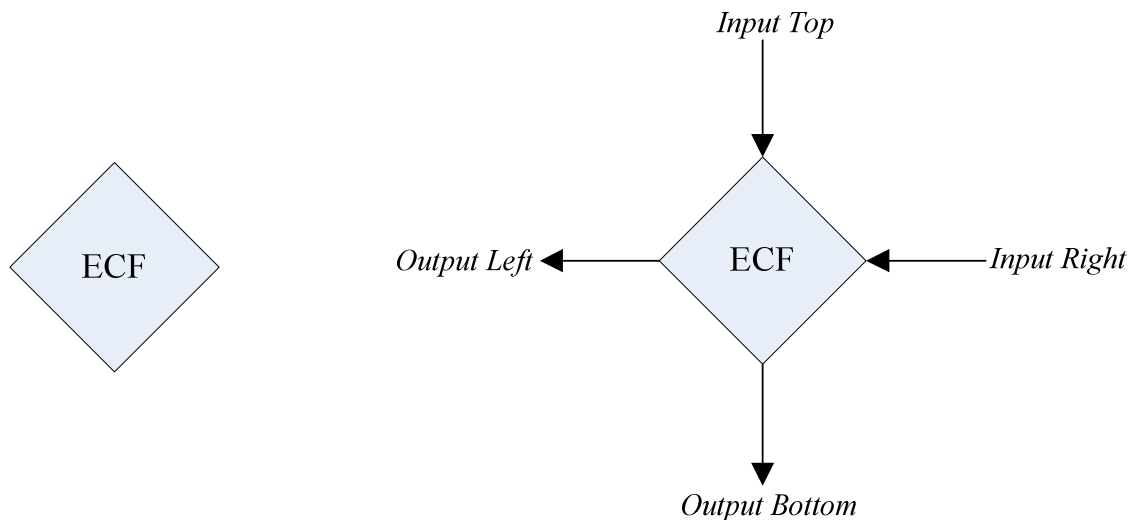 Input Top
ECF
Output Left
ECF
Input Right
Output Bottom